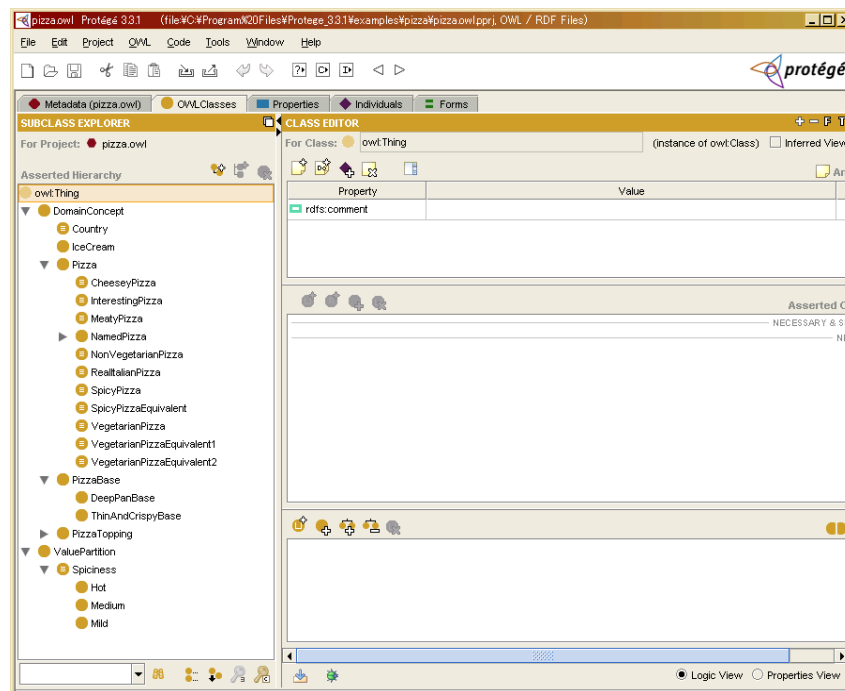 pizza.owl Protégé 3.3.1 (file:¥C:¥Program%20Files¥Protege_3.3.1¥examples¥pizza¥pizza.owl.pprj, OWL / RDF Files)
File Edit Project OWL Code Tools Window Help
protégé
Metadata (pizza.owl) OWLClasses Properties Individuals Forms
SUBCLASS EXPLORER
CLASS EDITOR
For Project: pizza.owl
For Class: owl:Thing (instance of owl:Class) Inferred View
Asserted Hierarchy
Property Value
rdfs:comment
owl:Thing
DomainConcept
Country
IceCream
Pizza
CheeseyPizza
InterestingPizza
MeatyPizza
NamedPizza
NonVegetarianPizza
RealItalianPizza
SpicyPizza
SpicyPizzaEquivalent
VegetarianPizza
VegetarianPizzaEquivalent1
VegetarianPizzaEquivalent2
PizzaBase
DeepPanBase
ThinAndCrispyBase
PizzaTopping
ValuePartition
Spiciness
Hot
Medium
Mild
Asserted
NECESSARY &
Logic View Properties View